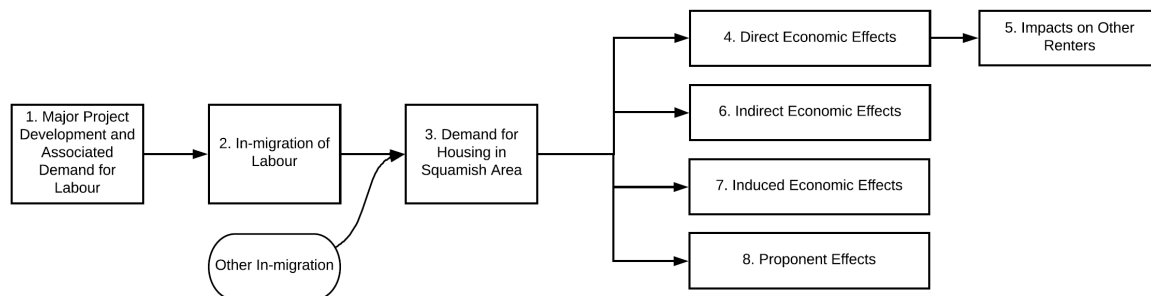 1. Major Project
Development and
Associated
Demand for
Labour
2. In-migration of
Labour
Other In-migration
3. Demand for
Housing in
Squamish Area
4. Direct Economic Effects
5. Impacts on Other
Renters
6. Indirect Economic Effects
7. Induced Economic Effects
8. Proponent Effects